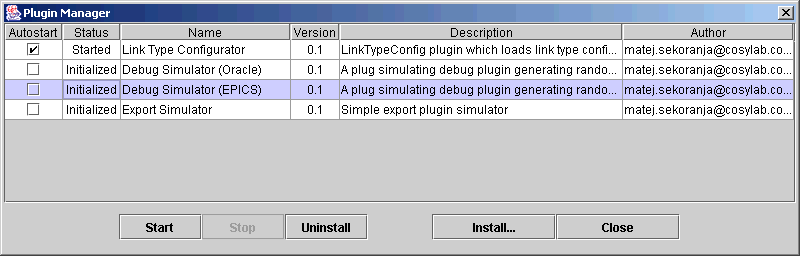 Plugin Manager
Autostart Status Name Version Description Author
Started Link Type Configurator 0.1 LinkTypeConfig plugin which loads link type confi... matej.sekoranja@cosylab.co...
Initialized Debug Simulator (Oracle) 0.1 A plug simulating debug plugin generating rando... matej.sekoranja@cosylab.co...
Initialized Debug Simulator (EPICS) 0.1 A plug simulating debug plugin generating rando... matej.sekoranja@cosylab.co...
Initialized Export Simulator 0.1 Simple export plugin simulator matej.sekoranja@cosylab.co...
Start Stop Uninstall Install... Close